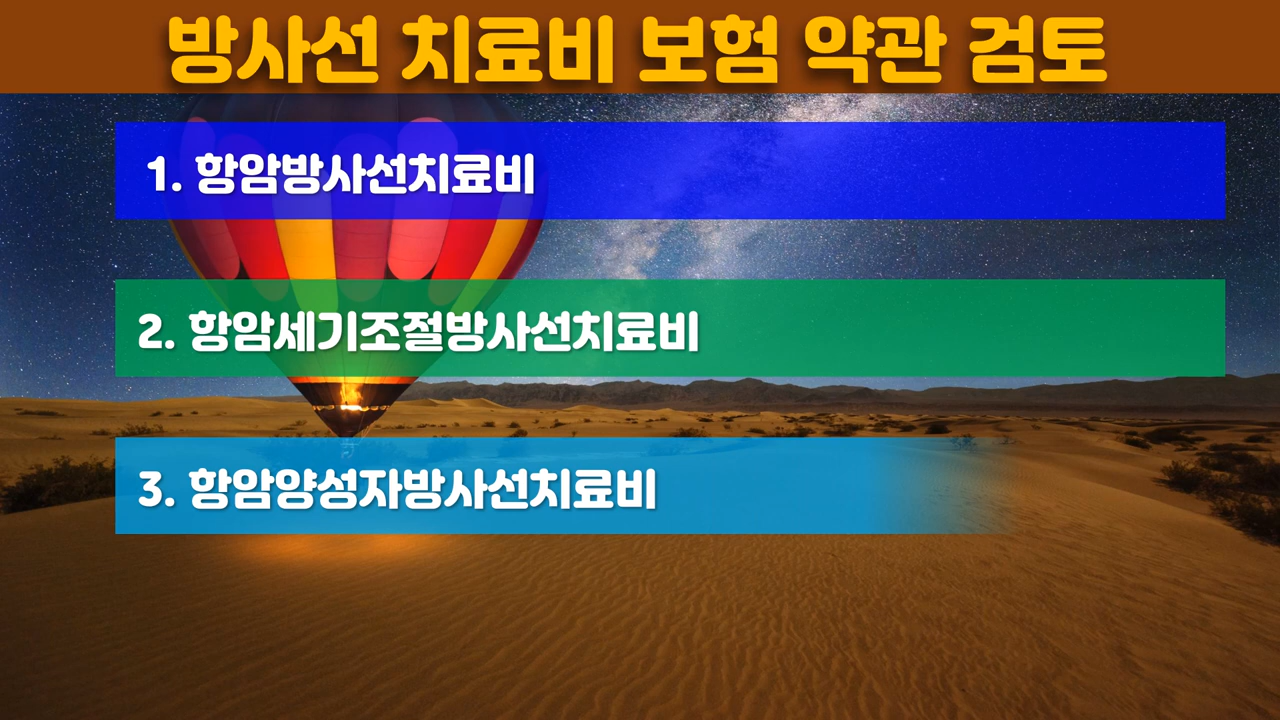 방사선 치료비 보험 약관 검토
1. 항암방사선치료비
2. 항암세기조절방사선치료비
3. 항암양성자방사선치료비